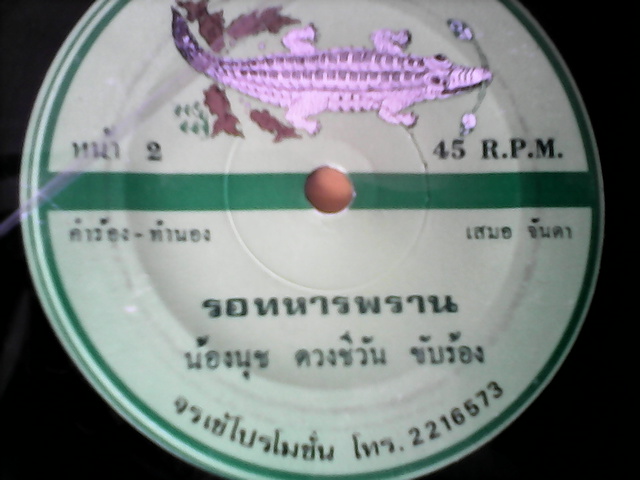 หน้า 2
45 R.P.M.
คำร้อง - ทำนอง
เสมอ จันดา
รอทหารพราน
น้องนุช ดวงชีวัน ขับร้อง
จรเข้โปรโมชั่น โทร. 2216573